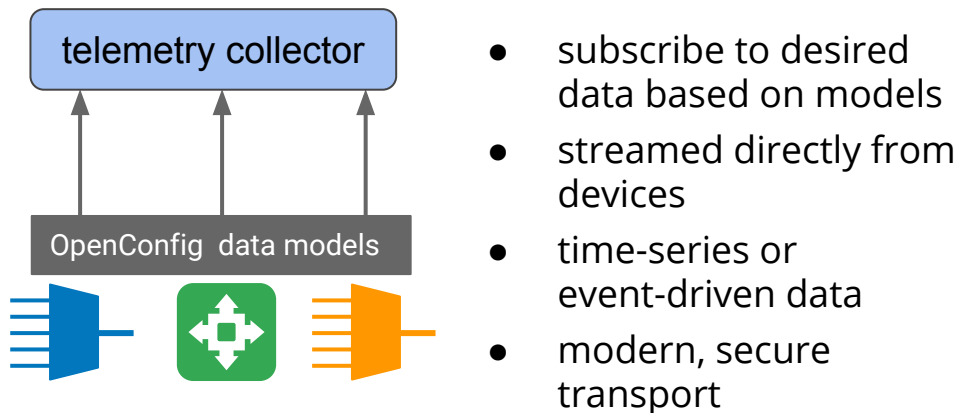 telemetry collector
OpenConfig data models
● subscribe to desired
data based on models
● streamed directly from
devices
● time-series or
event-driven data
● modern, secure
transport